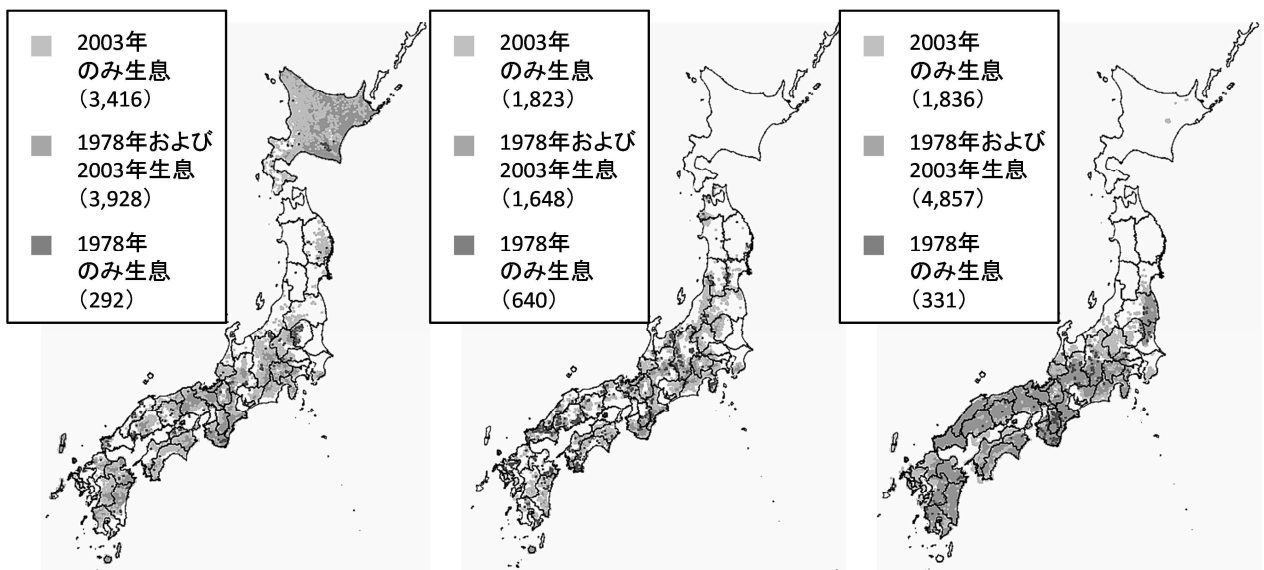 2003年
のみ生息
（3,416）
1978年および
2003年生息
（3,928）
1978年
のみ生息
（292）
2003年
のみ生息
（1,823）
1978年および
2003年生息
（1,648）
1978年
のみ生息
（640）
2003年
のみ生息
（1,836）
1978年および
2003年生息
（4,857）
1978年
のみ生息
（331）